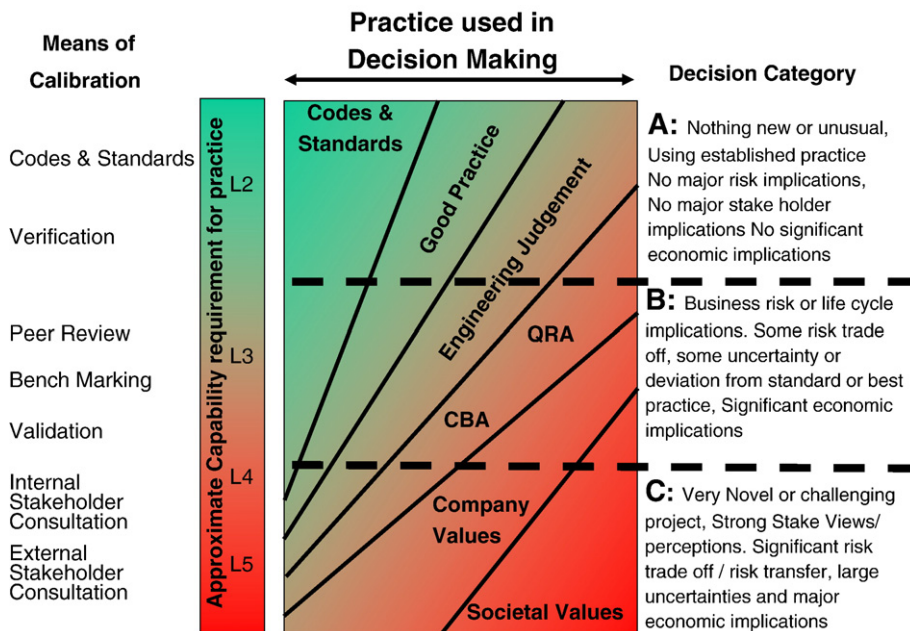 Means of
Calibration
Practice used in
Decision Making
Decision Category
Codes & Standards
Verification
Peer Review
Bench Marking
Validation
Internal
Stakeholder
Consultation
External
Stakeholder
Consultation
Approximate Capability requirement for practice
L2
L3
L4
L5
Codes &
Standards
Good Practice
Engineering Judgement
QRA
CBA
Company
Values
Societal Values
A: Nothing new or unusual,
Using established practice
No major risk implications,
No major stake holder
implications No significant
economic implications
B: Business risk or life cycle
implications. Some risk trade
off, some uncertainty or
deviation from standard or best
practice, Significant economic
implications
C: Very Novel or challenging
project, Strong Stake Views/
perceptions. Significant risk
trade off / risk transfer, large
uncertainties and major
economic implications